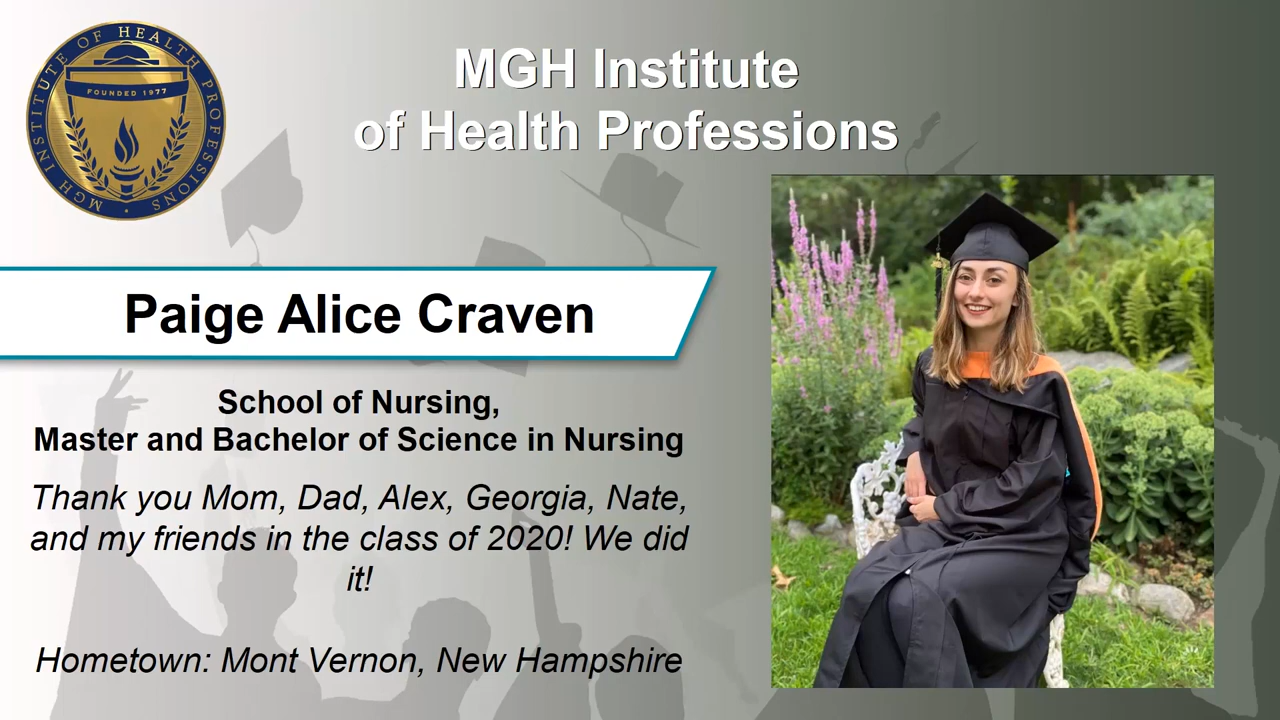 MGH INSTITUTE OF HEALTH PROFESSIONS
FOUNDED 1977
MGH Institute
of Health Professions
Paige Alice Craven
School of Nursing,
Master and Bachelor of Science in Nursing
Thank you Mom, Dad, Alex, Georgia, Nate,
and my friends in the class of 2020! We did
it!
Hometown: Mont Vernon, New Hampshire